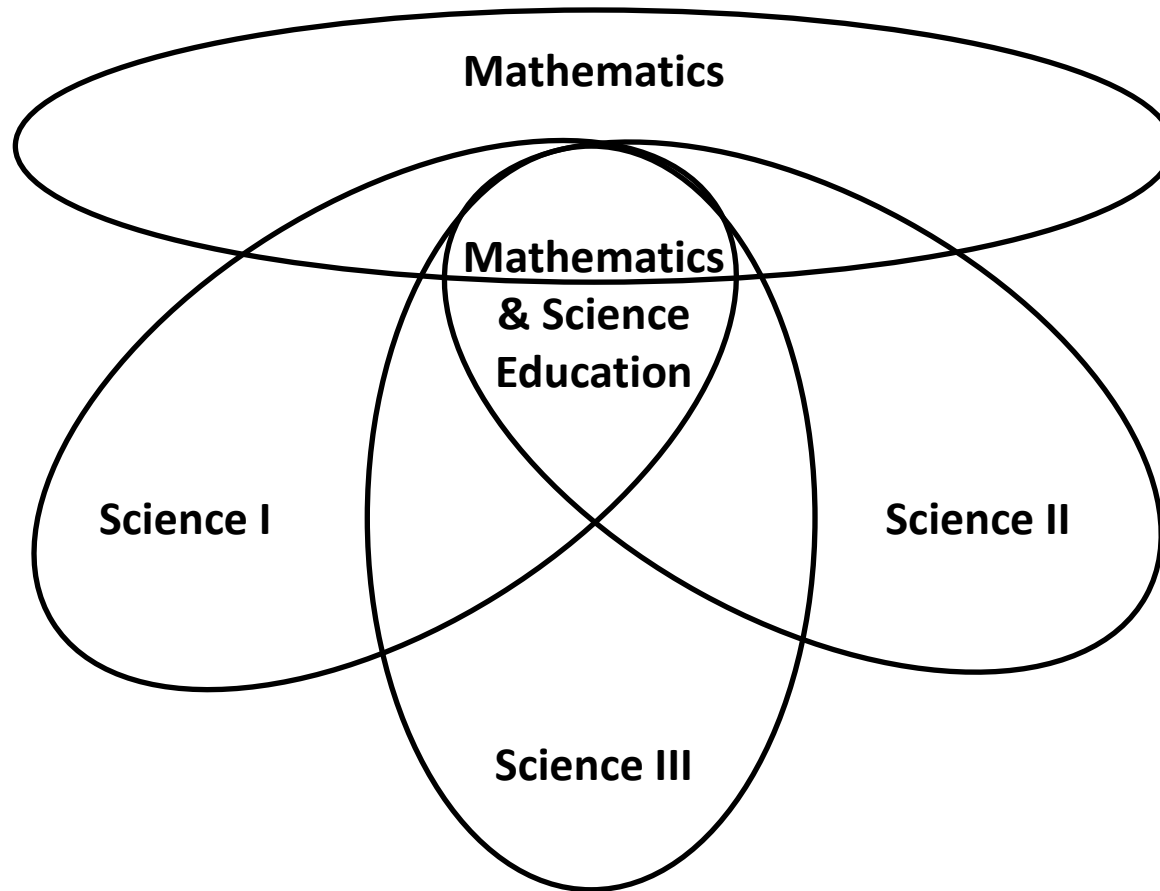 Mathematics
Mathematics
& Science
Education
Science I
Science II
Science III